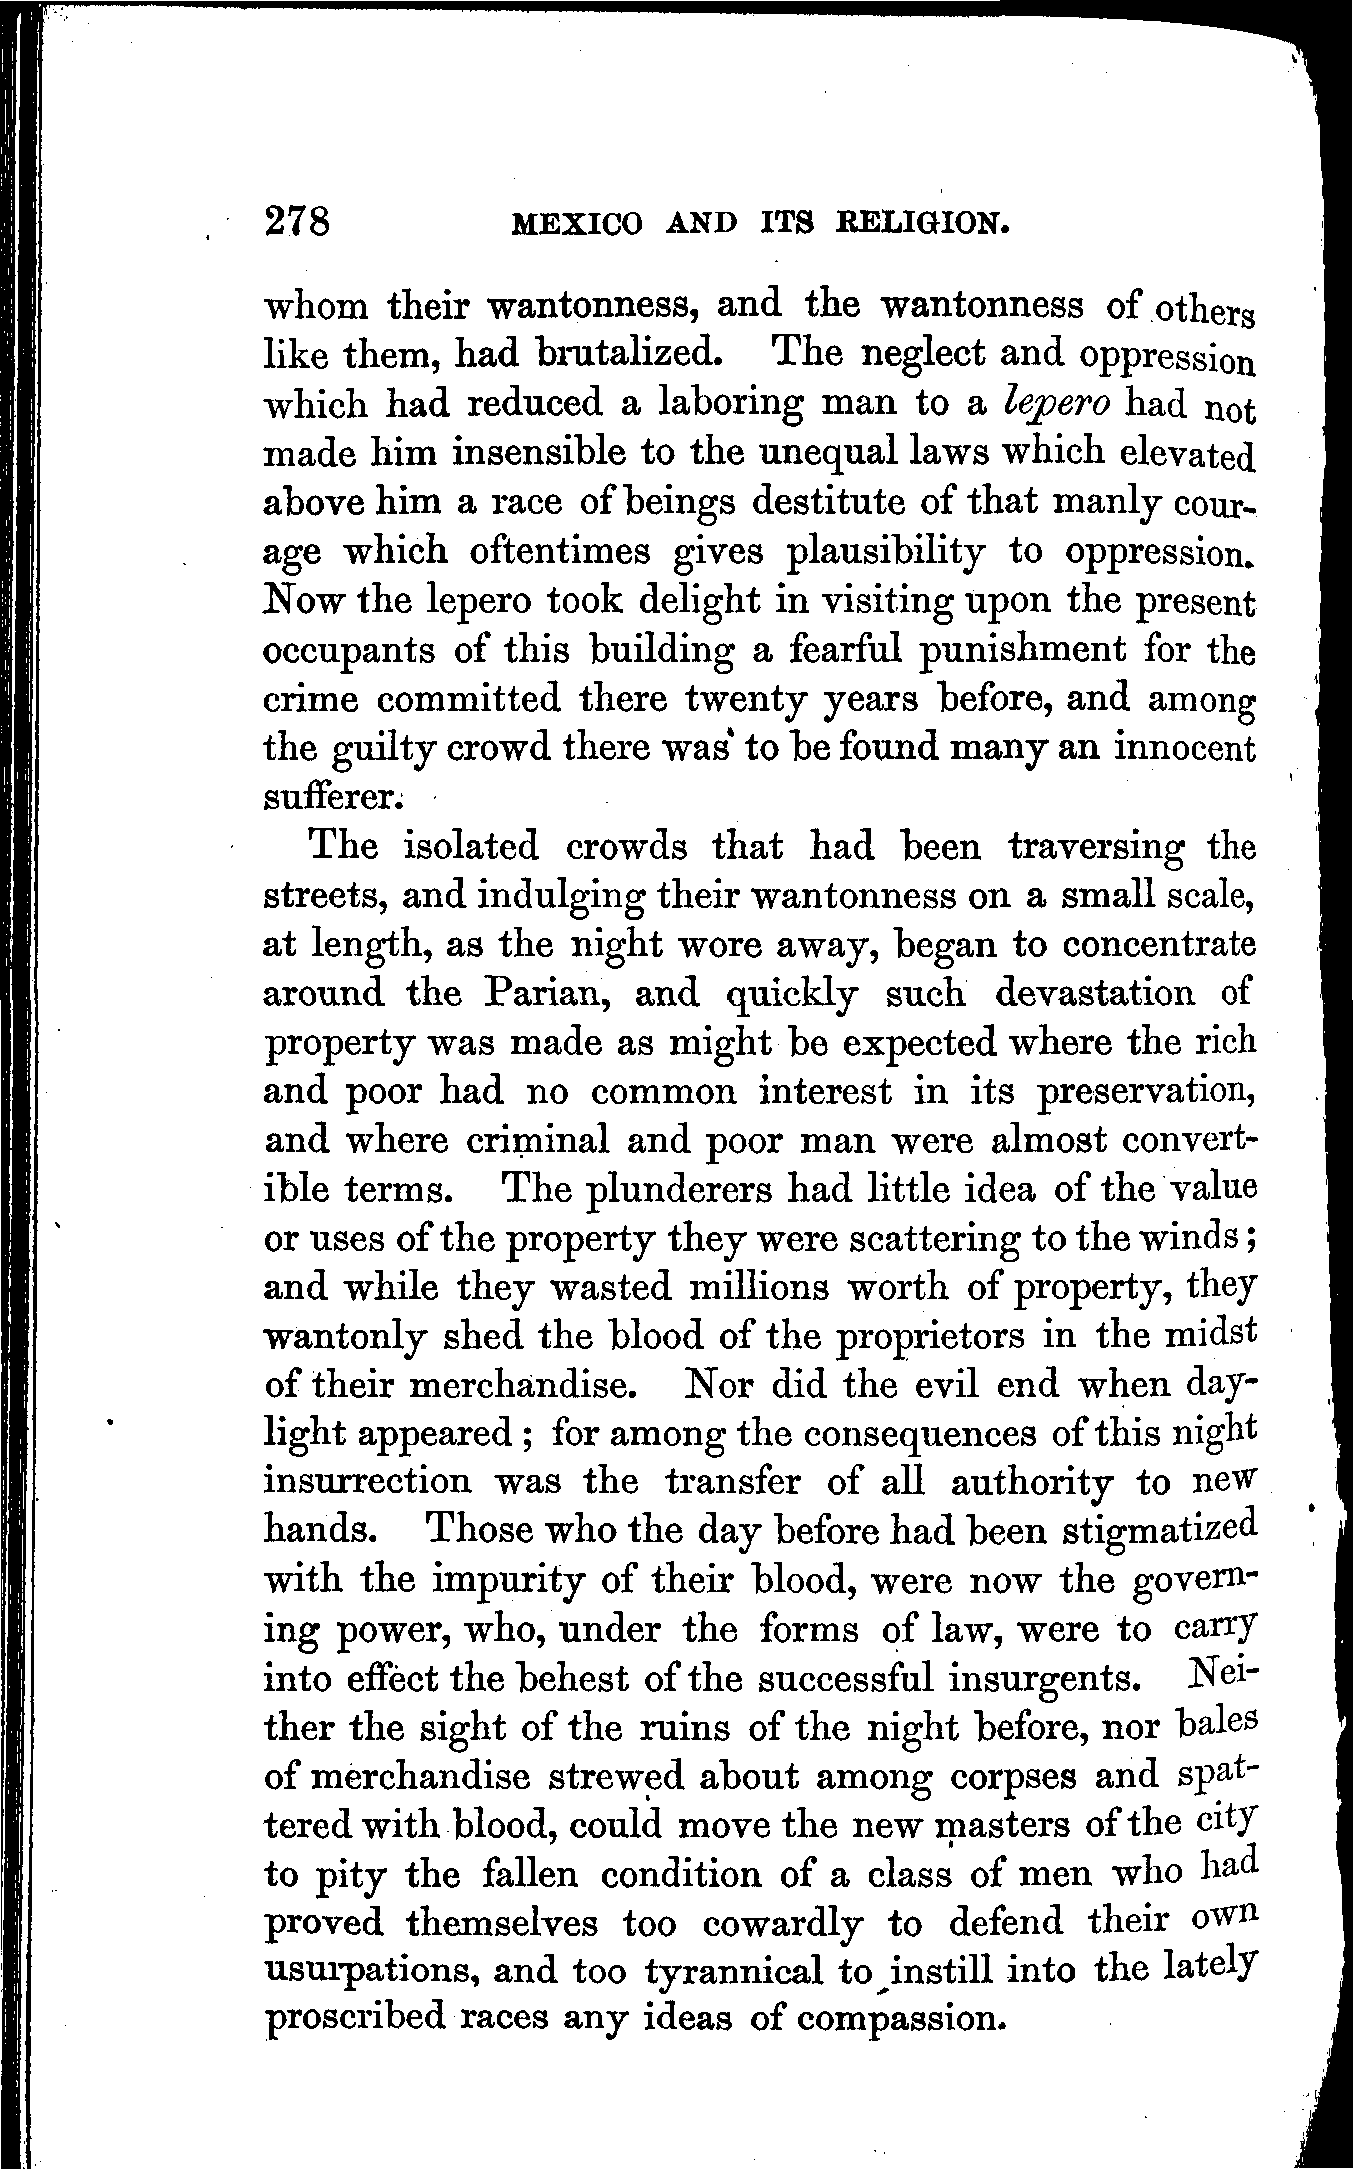 278 MEXICO AND ITS RELIGION.
whom their wantonness, and the wantonness of others
like them, had brutalized. The neglect and oppression
which had reduced a laboring man to a lepero had not
made him insensible to the unequal laws which elevated
above him a race of beings destitute of that manly cour-
age which oftentimes gives plausibility to oppression.
Now the lepero took delight in visiting upon the present
occupants of this building a fearful punishment for the
crime committed there twenty years before, and among
the guilty crowd there was to be found many an innocent
sufferer.
The isolated crowds that had been traversing the
streets, and indulging their wantonness on a small scale,
at length, as the night wore away, began to concentrate
around the Parian, and quickly such devastation of
property was made as might be expected where the rich
and poor had no common interest in its preservation,
and where criminal and poor man were almost convert-
ible terms. The plunderers had little idea of the value
or uses of the property they were scattering to the winds;
and while they wasted millions worth of property, they
wantonly shed the blood of the proprietors in the midst
of their merchandise. Nor did the evil end when day-
light appeared; for among the consequences of this night
insurrection was the transfer of all authority to new
hands. Those who the day before had been stigmatized
with the impurity of their blood, were now the govern-
ing power, who, under the forms of law, were to carry
into effect the behest of the successful insurgents. Nei-
ther the sight of the ruins of the night before, nor bales
of merchandise strewed about among corpses and spat-
tered with blood, could move the new masters of the city
to pity the fallen condition of a class of men who had
proved themselves too cowardly to defend their own
usurpations, and too tyrannical to instill into the lately
proscribed races any ideas of compassion.